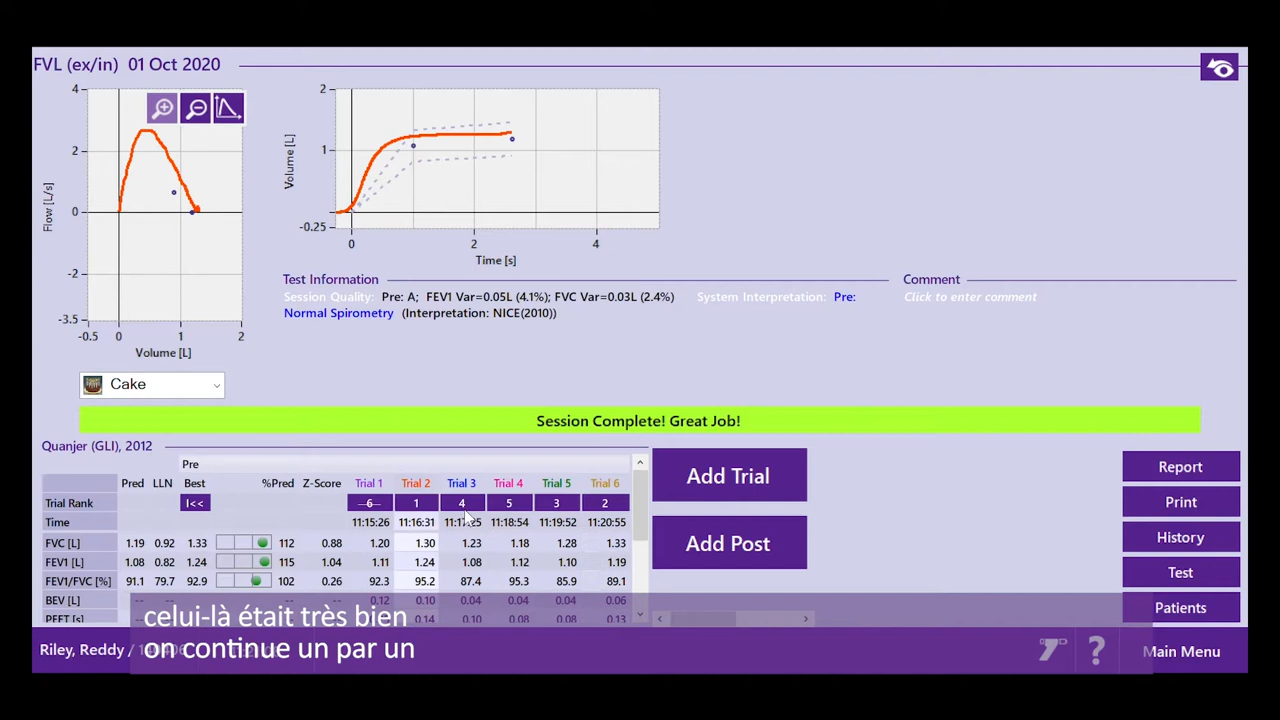 FVL (ex/in) 01 Oct 2020
4
2
0
-2
-3.5
Flow [L/s]
-0.5 0 1 2
Volume [L]
2
1
-0.25
Volume [L]
0 2 4
Time [s]
Test Information
Session Quality: Pre: A; FEV1 Var=0.05L (4.1%); FVC Var=0.03L (2.4%) System Interpretation: Pre:
Normal Spirometry (Interpretation: NICE(2010))
Comment
Click to enter comment
Cake
Session Complete! Great Job!
Quanjer (GLI), 2012
Pre
Pred LLN Best %Pred Z-Score Trial 1 Trial 2 Trial 3 Trial 4 Trial 5 Trial 6
Trial Rank I<< 6 1 4 5 3 2
Time 11:15:26 11:16:31 11:17:25 11:18:54 11:19:52 11:20:55
FVC [L] 1.19 0.92 1.33 112 0.88 1.20 1.30 1.23 1.18 1.28 1.33
FEV1 [L] 1.08 0.82 1.24 115 1.04 1.11 1.24 1.08 1.12 1.10 1.19
FEV1/FVC [%] 91.1 79.7 92.9 102 0.26 92.3 95.2 87.4 95.3 85.9 89.1
BEV [L] -- -- -- -- 0.10 0.04 0.04 0.04 0.06
PEFT [s] 0.14 0.10 0.08 0.08 0.13
Add Trial
Add Post
Report
Print
History
Test
Patients
celui-là était très bien
on continue un par un
Riley, Reddy /
?
Main Menu